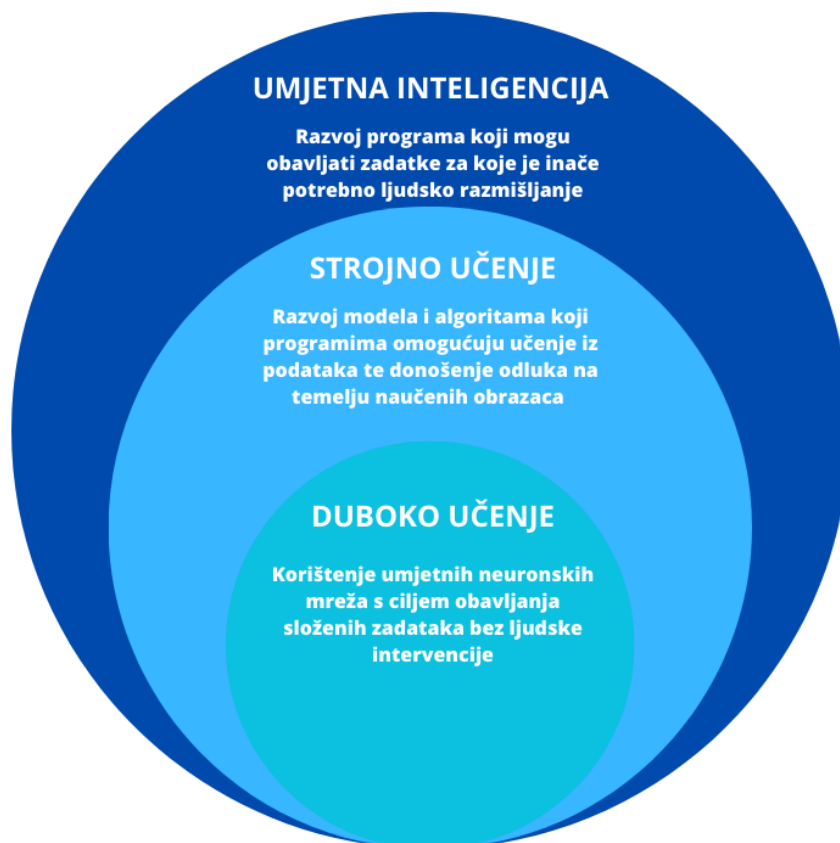 UMJETNA INTELIGENCIJA
Razvoj programa koji mogu
obavljati zadatke za koje je inače
potrebno ljudsko razmišljanje
STROJNO UČENJE
Razvoj modela i algoritama koji
programima omogućuju učenje iz
podataka te donošenje odluka na
temelju naučenih obrazaca
DUBOKO UČENJE
Korištenje umjetnih neuronskih
mreža s ciljem obavljanja
složenih zadataka bez ljudske
intervencije